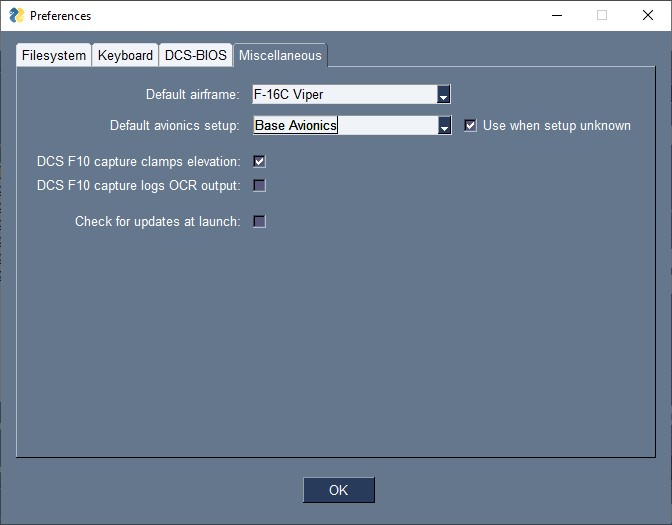 Preferences
Filesystem Keyboard DCS-BIOS Miscellaneous
Default airframe: F-16C Viper
Default avionics setup: Base Avionics Use when setup unknown
DCS F10 capture clamps elevation:
DCS F10 capture logs OCR output:
Check for updates at launch:
OK